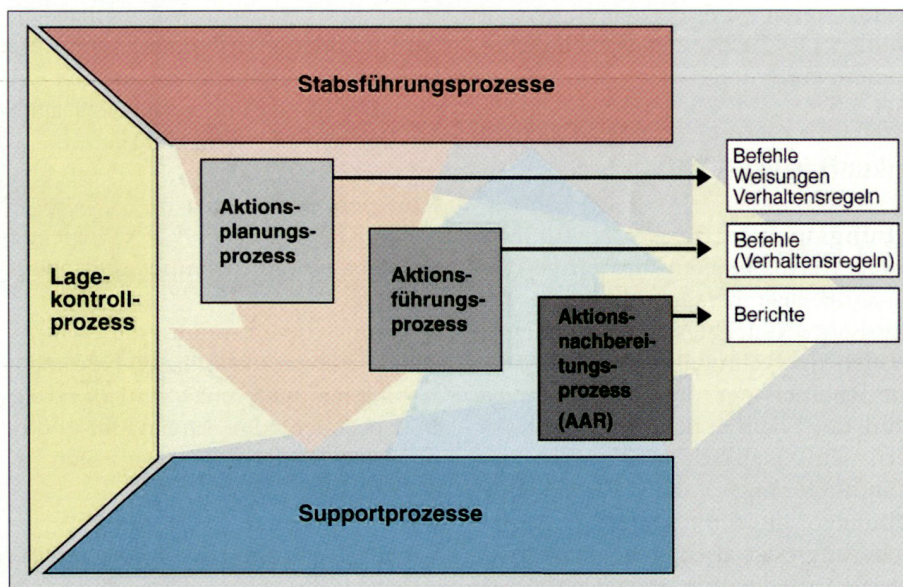 Stabsführungsprozesse
Aktions-
planungs-
prozess
Befehle
Weisungen
Verhaltensregeln
Lage-
kontroll-
prozess
Aktions-
führungs-
prozess
Befehle
(Verhaltensregeln)
Aktions-
nachberei-
tungs-
prozess
(AAR)
Berichte
Supportprozesse